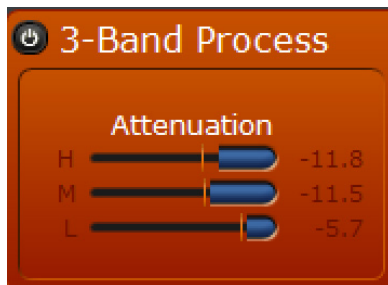 3-Band Process
Attenuation
H -11.8
M -11.5
L -5.7